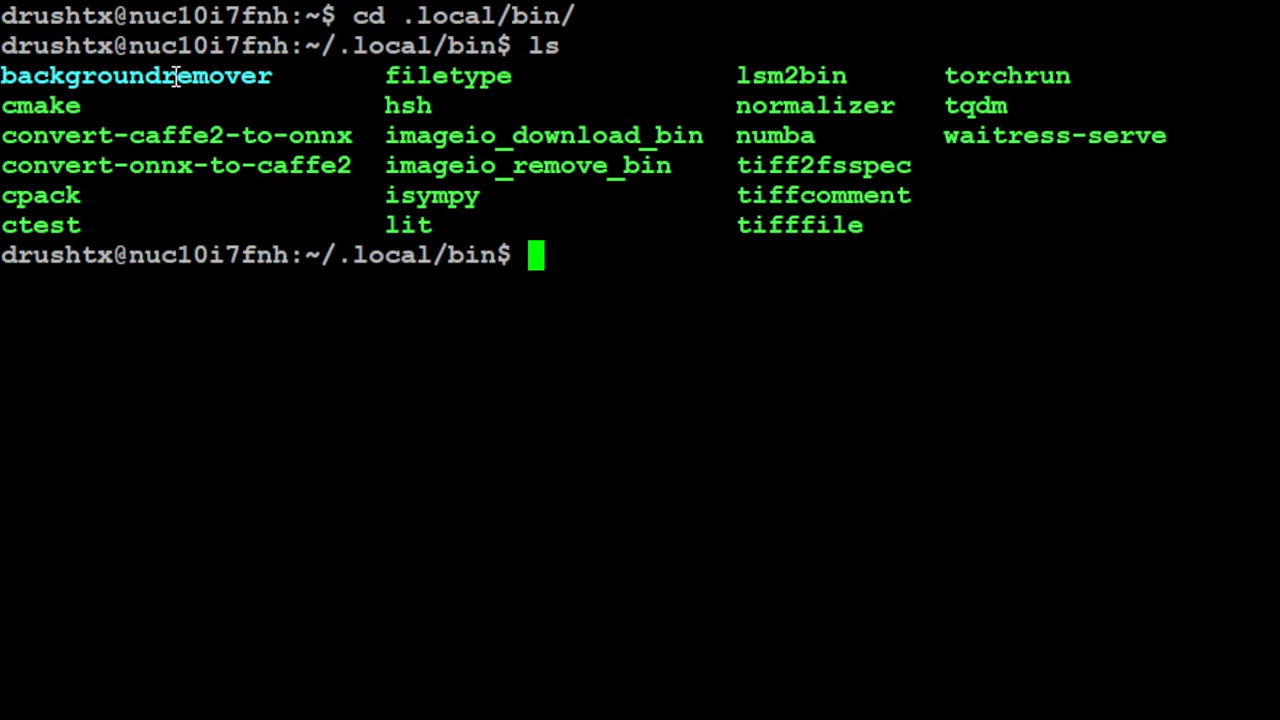 drushtx@nuc10i7fnh:~$ cd .local/bin/
drushtx@nuc10i7fnh:~/.local/bin$ ls
backgroundremover filetype lsm2bin torchrun
cmake hsh normalizer tqdm
convert-caffe2-to-onnx imageio_download_bin numba waitress-serve
convert-onnx-to-caffe2 imageio_remove_bin tiff2fsspec
cpack isympy tiffcomment
ctest lit tifffile
drushtx@nuc10i7fnh:~/.local/bin$